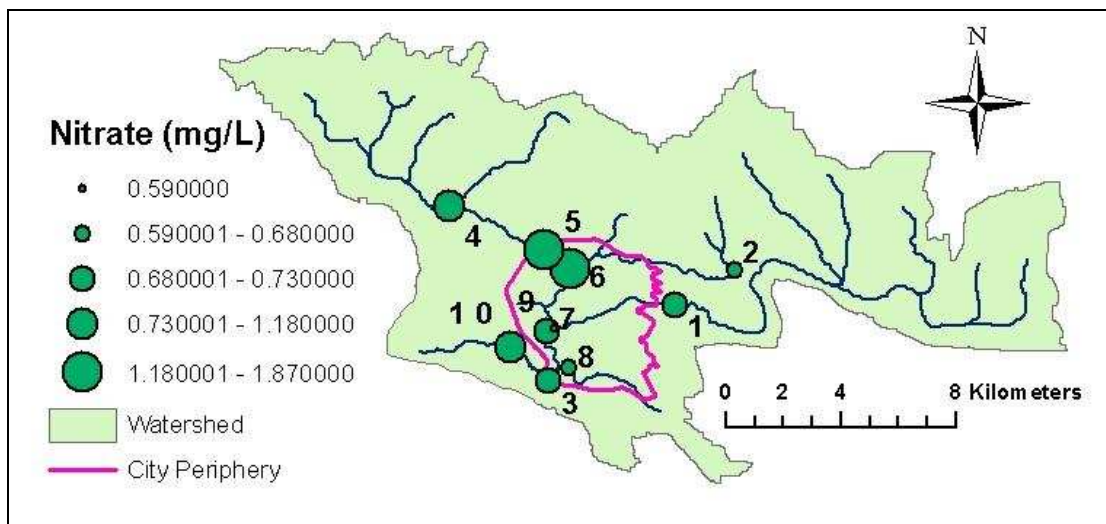 N
Nitrate (mg/L)
0.590000
0.590001 - 0.680000
0.680001 - 0.730000
0.730001 - 1.180000
1.180001 - 1.870000
Watershed
City Periphery
4
5
6
2
1
9
7
1 0
8
3
0 2 4 8 Kilometers